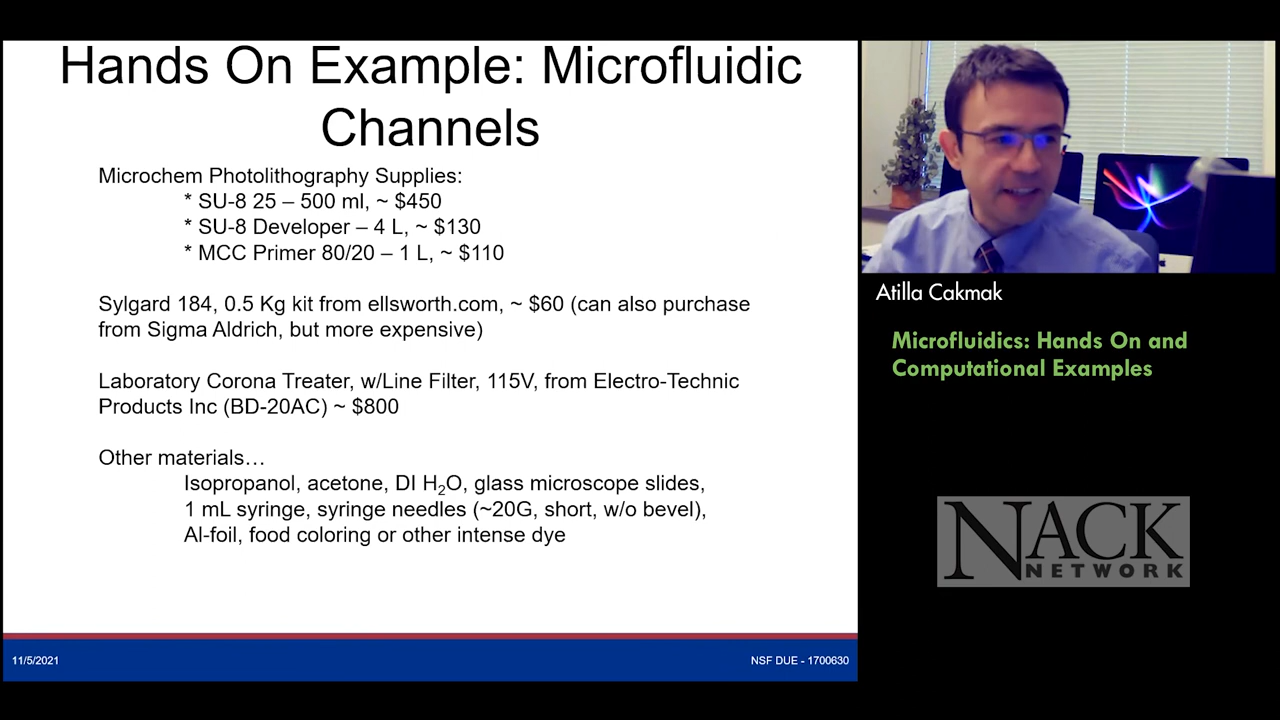 Hands On Example: Microfluidic
Channels
Microchem Photolithography Supplies:
* SU-8 25 – 500 ml, ~ $450
* SU-8 Developer – 4 L, ~ $130
* MCC Primer 80/20 – 1 L, ~ $110
Sylgard 184, 0.5 Kg kit from ellsworth.com, ~ $60 (can also purchase
from Sigma Aldrich, but more expensive)
Laboratory Corona Treater, w/Line Filter, 115V, from Electro-Technic
Products Inc (BD-20AC) ~ $800
Other materials…
Isopropanol, acetone, DI H₂O, glass microscope slides,
1 mL syringe, syringe needles (~20G, short, w/o bevel),
Al-foil, food coloring or other intense dye
11/5/2021
NSF DUE - 1700630
Atilla Cakmak
Microfluidics: Hands On and
Computational Examples
NACK
NETWORK